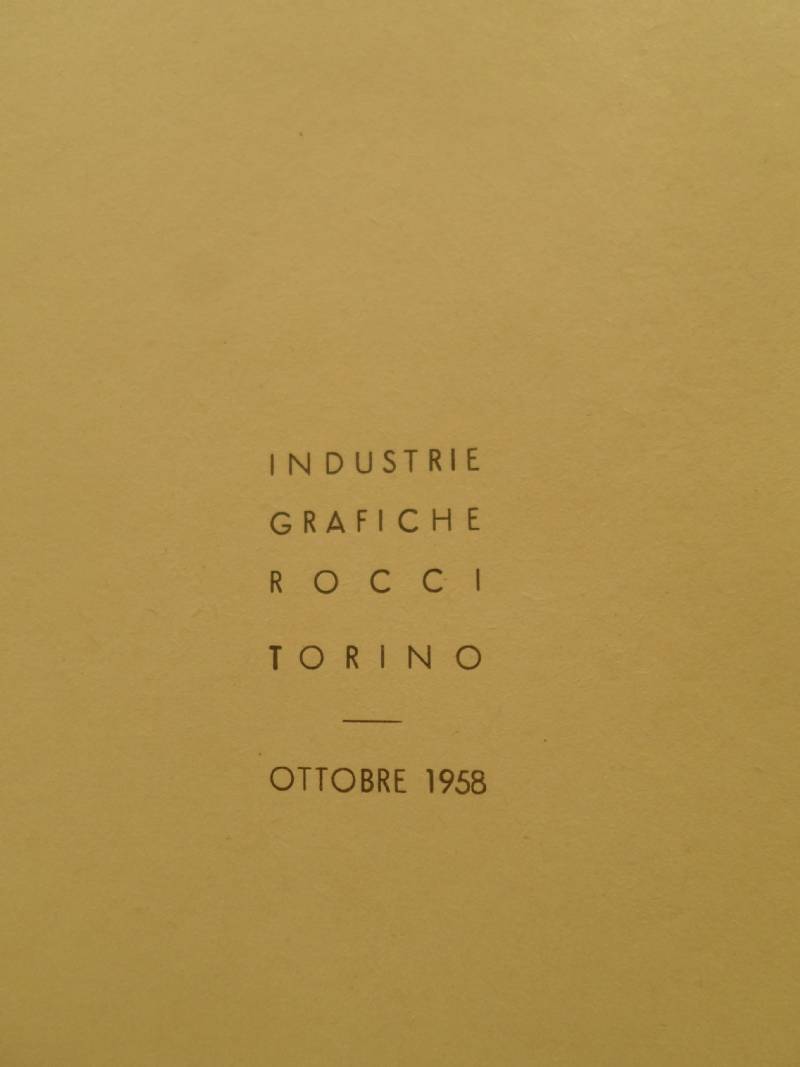 INDUSTRIE
GRAFICHE
ROCCI
TORINO
OTTOBRE 1958